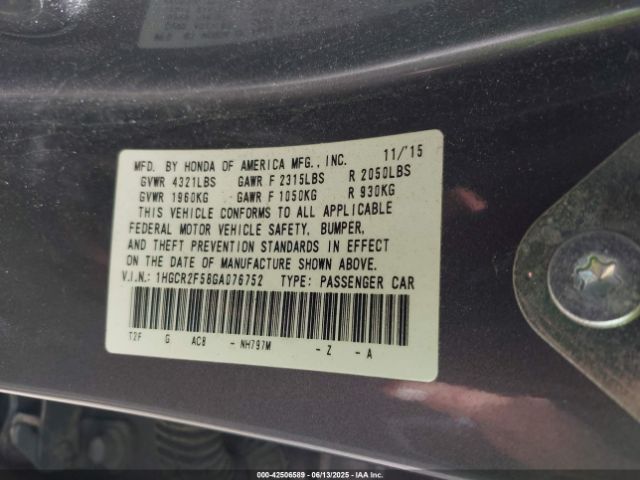 MFD. BY HONDA OF AMERICA MFG., INC. 11/'15
GVWR 4321LBS GAWR F 2315LBS R 2050LBS
GVWR 1960KG GAWR F 1050KG R 930KG
THIS VEHICLE CONFORMS TO ALL APPLICABLE
FEDERAL MOTOR VEHICLE SAFETY, BUMPER,
AND THEFT PREVENTION STANDARDS IN EFFECT
ON THE DATE OF MANUFACTURE SHOWN ABOVE.
V.I.N.: 1HGCR2F58GA076752 TYPE: PASSENGER CAR
T2F G AC8 - NH797M - Z - A
000-42506589 - 06/13/2025 - IAA Inc.